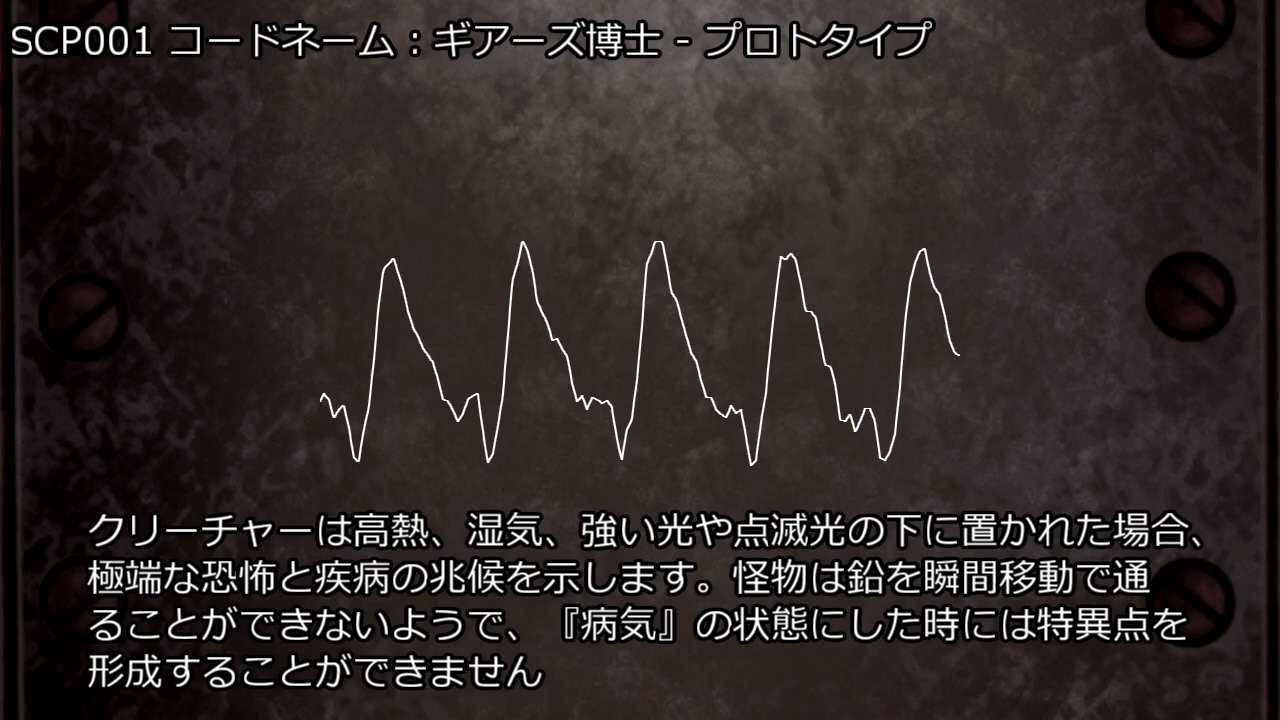 SCP001 コードネーム：ギアーズ博士 - プロトタイプ
クリーチャーは高熱、湿気、強い光や点滅光の下に置かれた場合、
極端な恐怖と疾病の兆候を示します。怪物は鉛を瞬間移動で通
ることができないようで、『病気』の状態にした時には特異点を
形成することができません